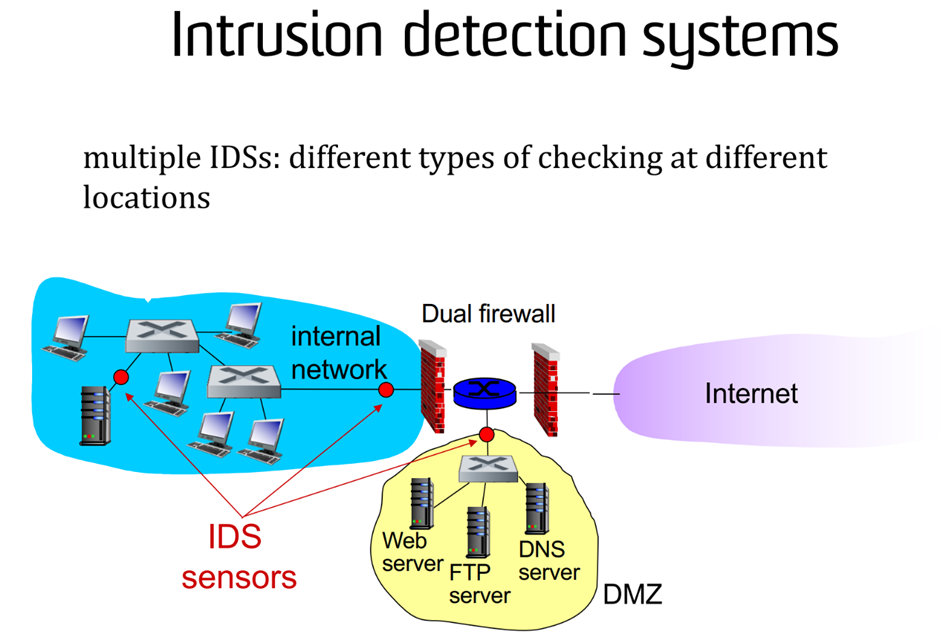 Intrusion detection systems
multiple IDSs: different types of checking at different
locations
Dual firewall
internal
network
Internet
IDS
sensors
Web
server
FTP
server
DNS
server
DMZ